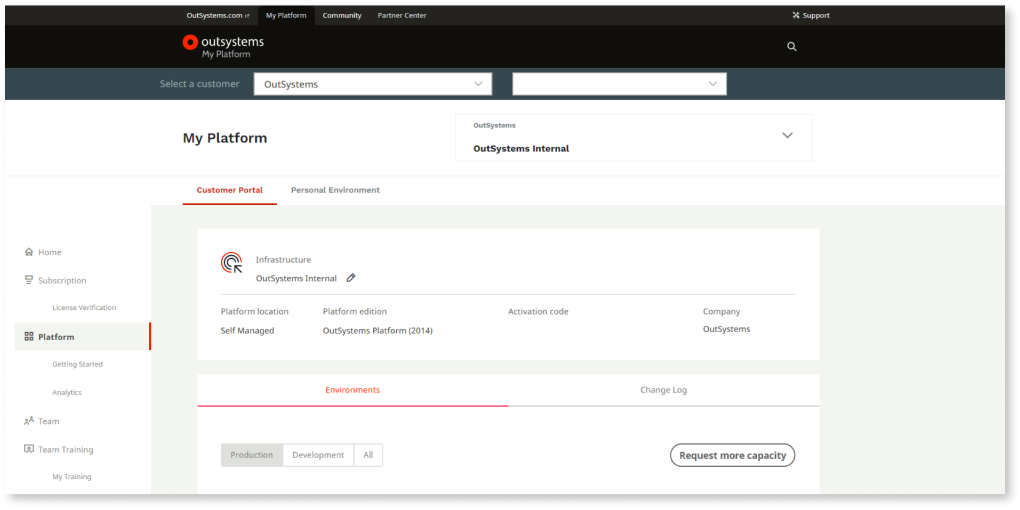 OutSystems.com My Platform Community Partner Center Support
outsystems
My Platform
Select a customer OutSystems
My Platform
OutSystems
OutSystems Internal
Customer Portal Personal Environment
Home
Subscription
License Verification
Platform
Getting Started
Analytics
Team
Team Training
My Training
Infrastructure
OutSystems Internal
Platform location Platform edition Activation code Company
Self Managed OutSystems Platform (2014) OutSystems
Environments Change Log
Production Development All Request more capacity